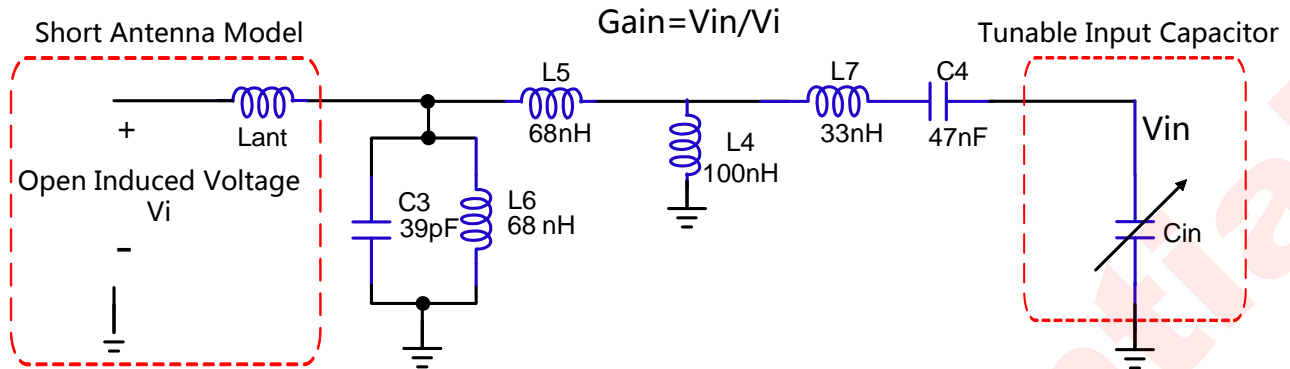 Gain=Vin/Vi
Short Antenna Model
Tunable Input Capacitor
Lant
+
Open Induced Voltage
Vi
-
C3
39pF
L6
68 nH
L5
68nH
L4
100nH
L7
33nH
C4
47nF
Vin
Cin